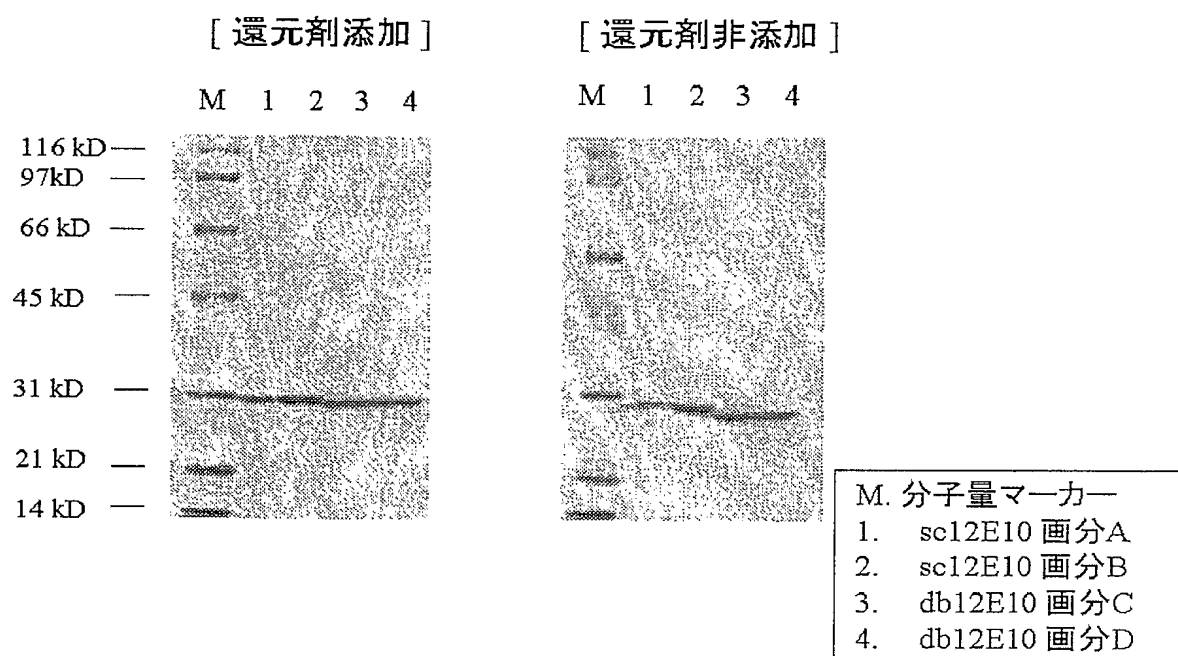 [ 還元剤添加 ]
[ 還元剤非添加 ]
M 1 2 3 4
M 1 2 3 4
116 kD
97kD
66 kD
45 kD
31 kD
21 kD
14 kD
M. 分子量マーカー
1. sc12E10 画分A
2. sc12E10 画分B
3. db12E10 画分C
4. db12E10 画分D